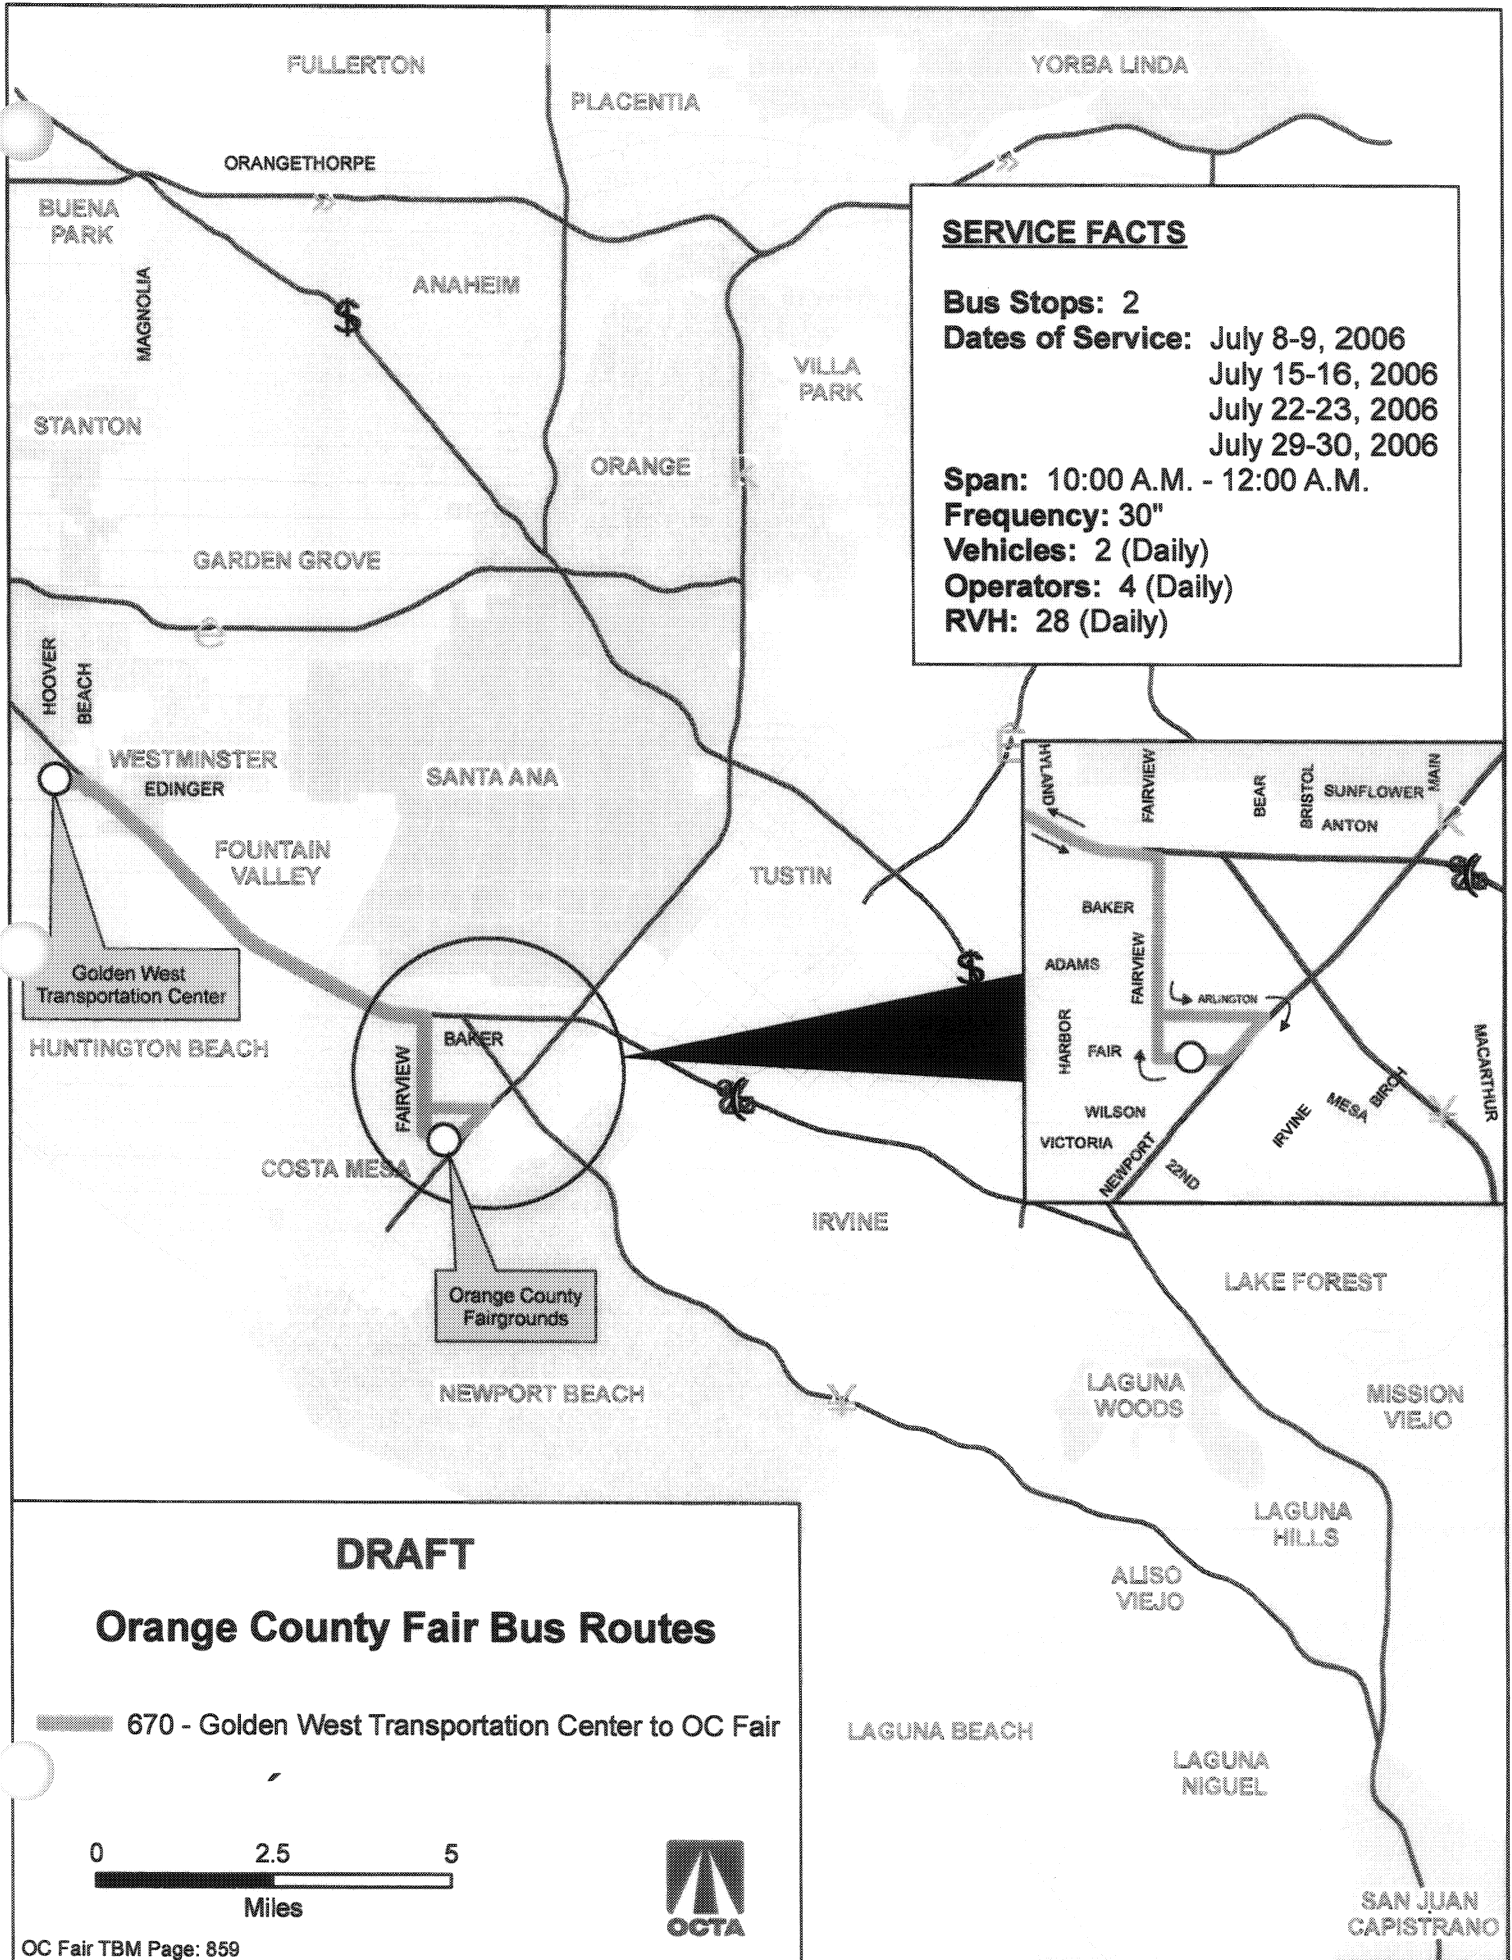 FULLERTON
YORBA LINDA
PLACENTIA
ORANGETHORPE
BUENA
PARK
MAGNOLIA
ANAHEIM
$
STANTON
VILLA
PARK
ORANGE
GARDEN GROVE
SERVICE FACTS
Bus Stops: 2
Dates of Service: July 8-9, 2006
July 15-16, 2006
July 22-23, 2006
July 29-30, 2006
Span: 10:00 A.M. - 12:00 A.M.
Frequency: 30"
Vehicles: 2 (Daily)
Operators: 4 (Daily)
RVH: 28 (Daily)
HOOVER
BEACH
WESTMINSTER
EDINGER
SANTA ANA
FOUNTAIN
VALLEY
TUSTIN
Golden West
Transportation Center
HUNTINGTON BEACH
BAKER
FAIRVIEW
COSTA MESA
$
IRVINE
Orange County
Fairgrounds
NEWPORT BEACH
¥
HYLAND
FAIRVIEW
BEAR
BRISTOL
SUNFLOWER
MAIN
ANTON
BAKER
ADAMS
FAIRVIEW
ARLINGTON
HARBOR
FAIR
WILSON
VICTORIA
NEWPORT
22ND
IRVINE
MESA
BIRCH
¥
MACARTHUR
LAKE FOREST
LAGUNA
WOODS
MISSION
VIEJO
LAGUNA
HILLS
ALISO
VIEJO
LAGUNA BEACH
LAGUNA
NIGUEL
SAN JUAN
CAPISTRANO
DRAFT
Orange County Fair Bus Routes
670 - Golden West Transportation Center to OC Fair
0 2.5 5
Miles
OCTA
OC Fair TBM Page: 859